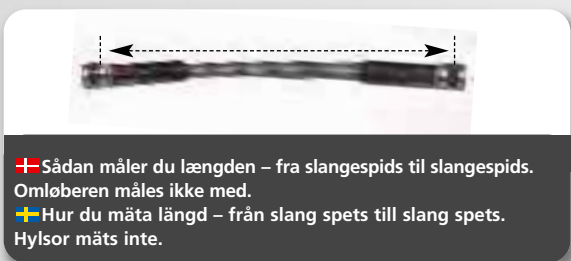 Sådan måler du længden – fra slangespids til slangespids.
Omløberen måles ikke med.
Hur du mäta längd – från slang spets till slang spets.
Hylsor mäts inte.